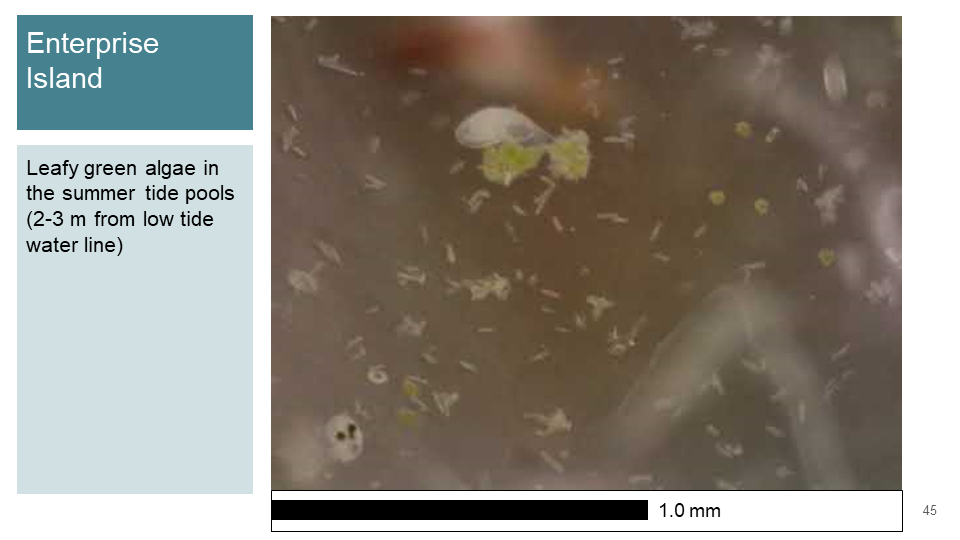 Enterprise
Island
Leafy green algae in
the summer tide pools
(2-3 m from low tide
water line)
1.0 mm
45